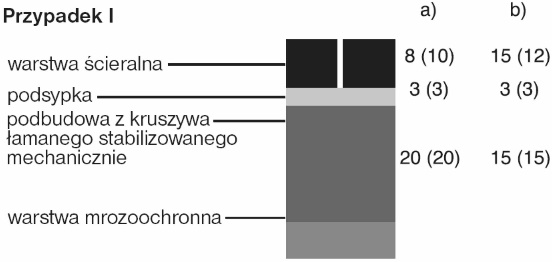 Przypadek I
a) b)
warstwa ścieralna 8 (10) 15 (12)
podsypka 3 (3) 3 (3)
podbudowa z kruszywa
łamanego stabilizowanego
mechanicznie 20 (20) 15 (15)
warstwa mrozoochronna